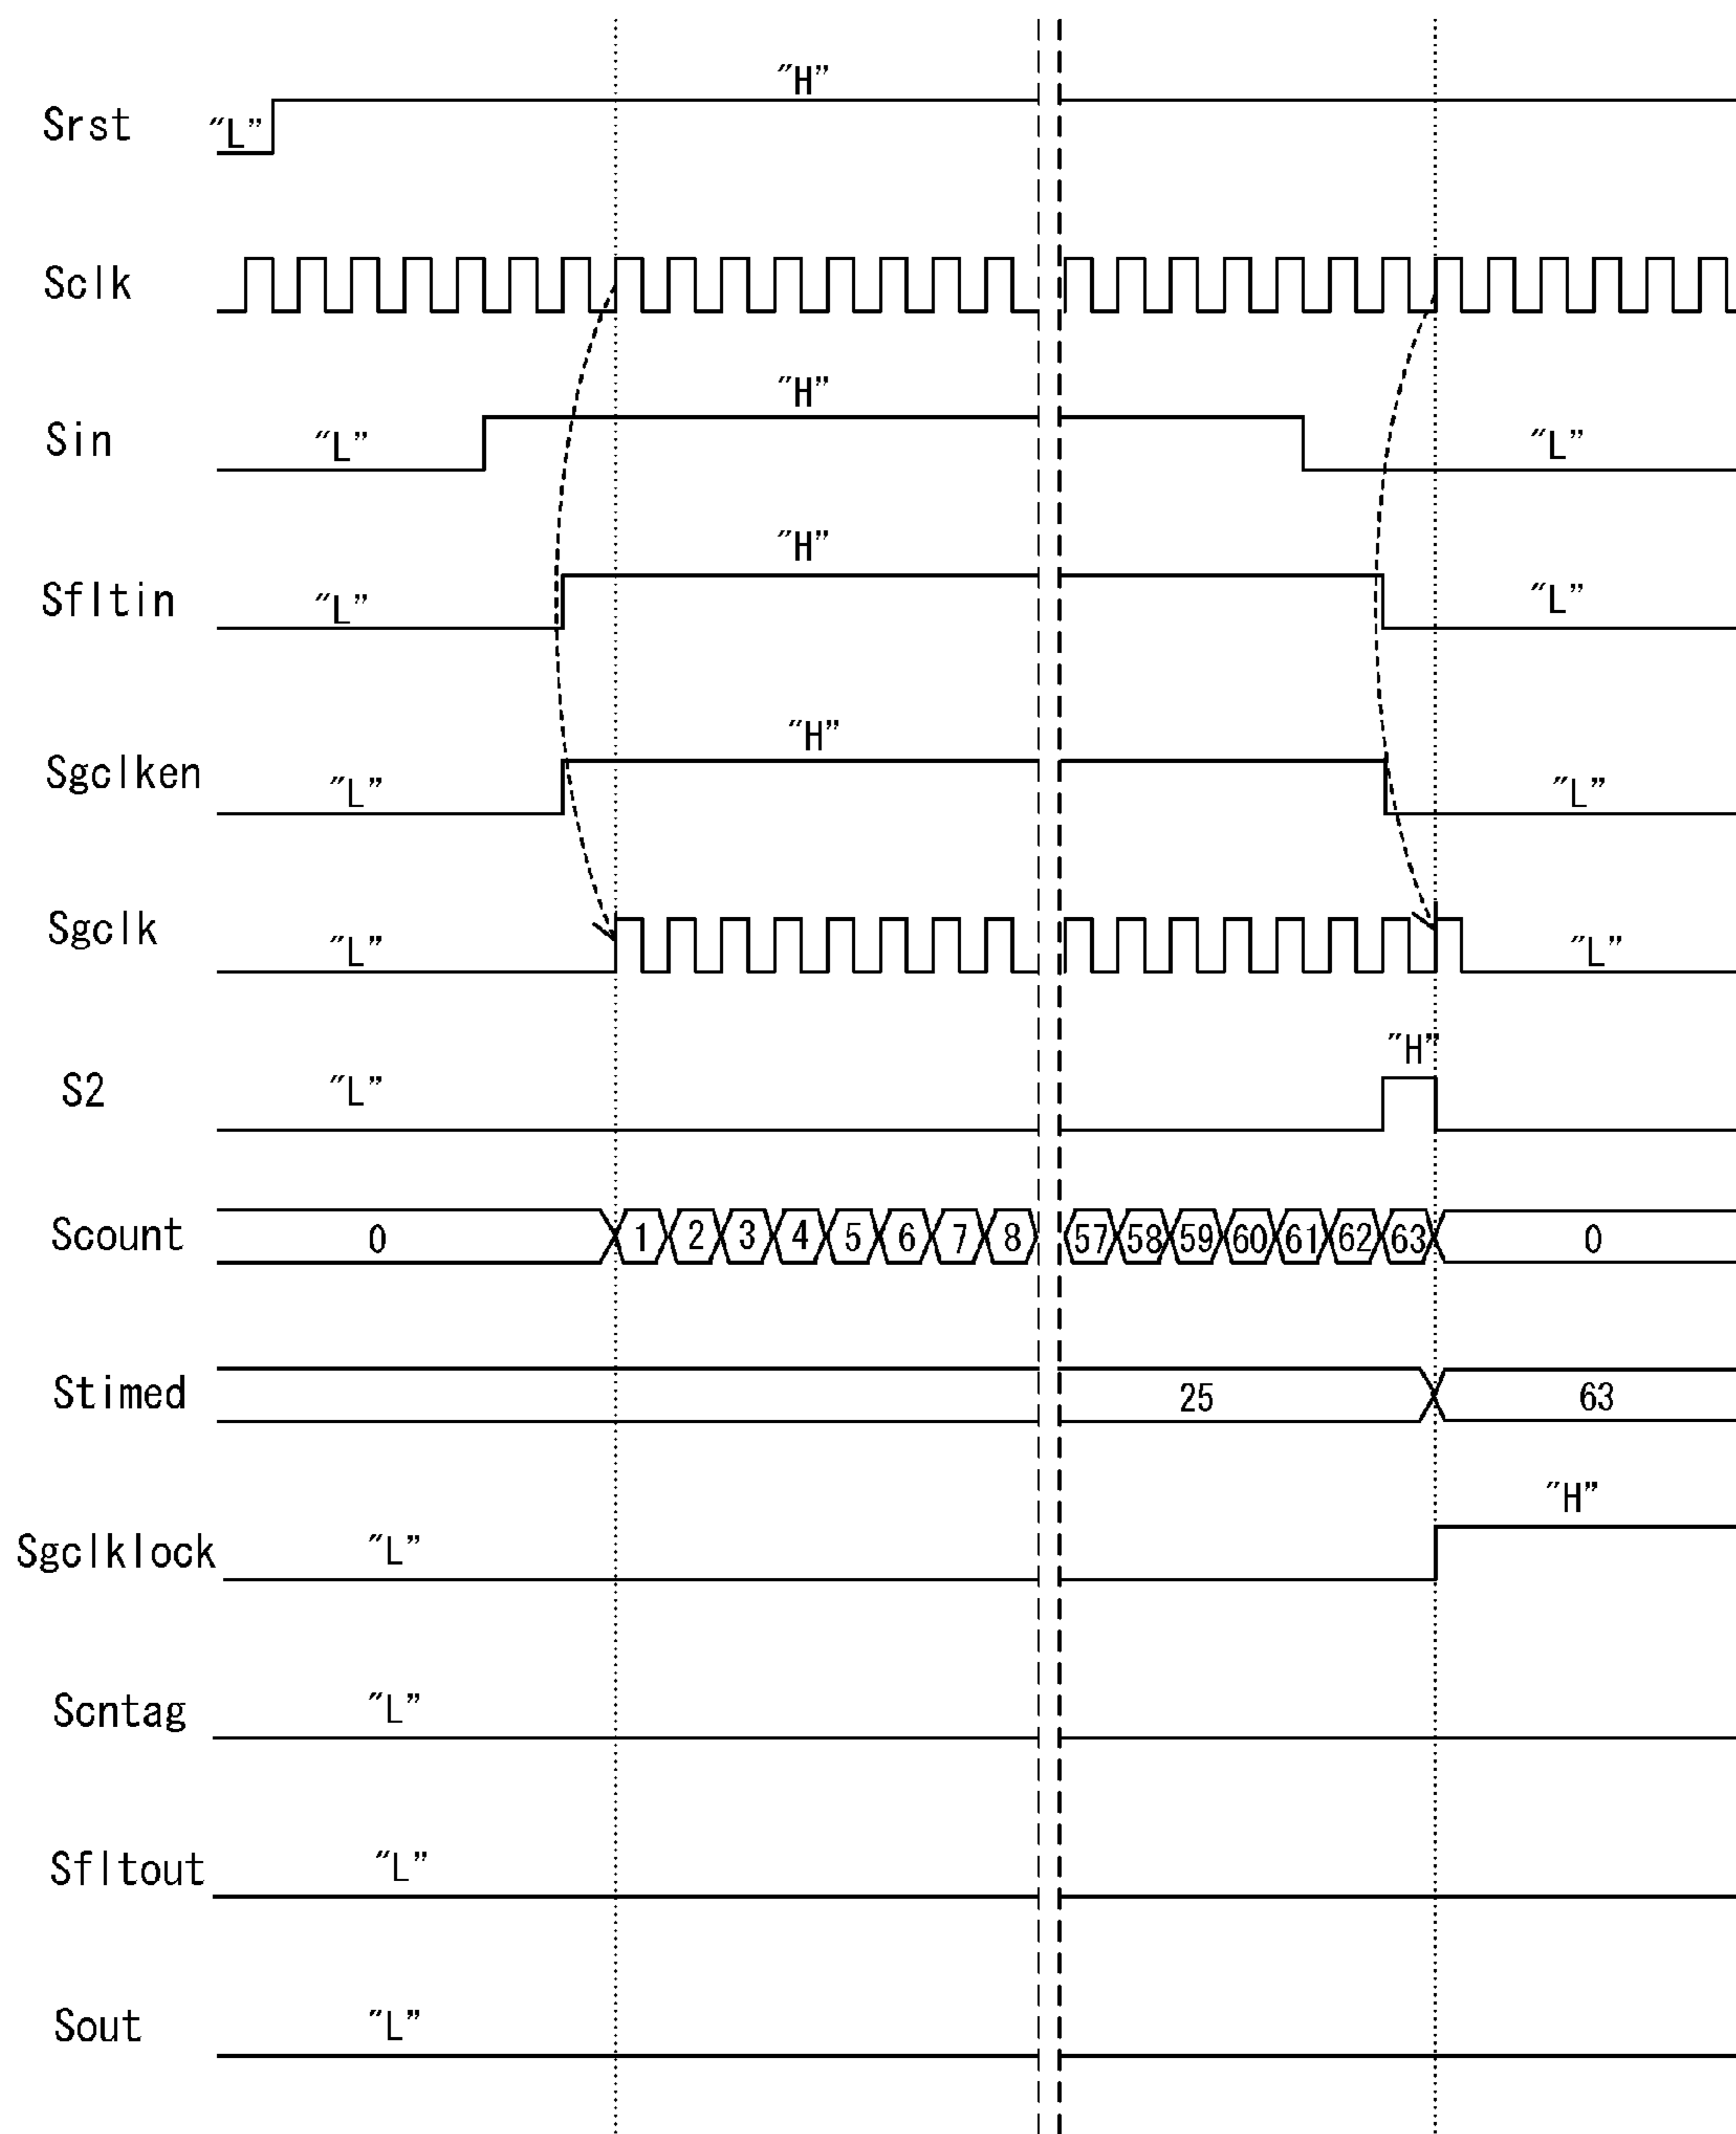 Srst "L" "H"
Sclk
Sin "L" "H" "L"
Sfltin "L" "H" "L"
Sgclken "L" "H" "L"
Sgclk "L" "L"
S2 "L" "H"
Scount 0 1 2 3 4 5 6 7 8 57 58 59 60 61 62 63 0
Stimed 25 63
Sgclklock "L" "H"
Scntag "L"
Sfltout "L"
Sout "L"